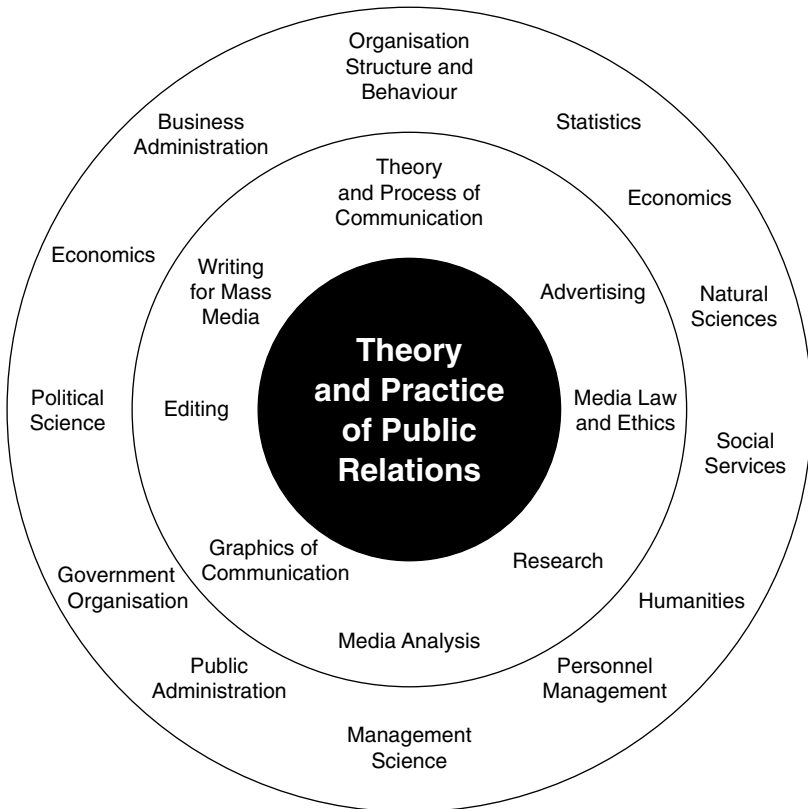 Organisation
Structure and
Behaviour
Business
Administration
Statistics
Economics
Economics
Natural
Sciences
Political
Science
Social
Services
Government
Organisation
Humanities
Public
Administration
Personnel
Management
Management
Science
Theory
and Process of
Communication
Writing
for Mass
Media
Advertising
Editing
Media Law
and Ethics
Graphics of
Communication
Research
Media Analysis
Theory
and Practice
of Public
Relations